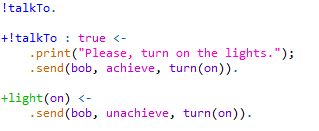 !talkTo.
+!talkTo : true <-
.print("Please, turn on the lights.");
.send(bob, achieve, turn(on)).
+light(on) <-
.send(bob, unachieve, turn(on)).